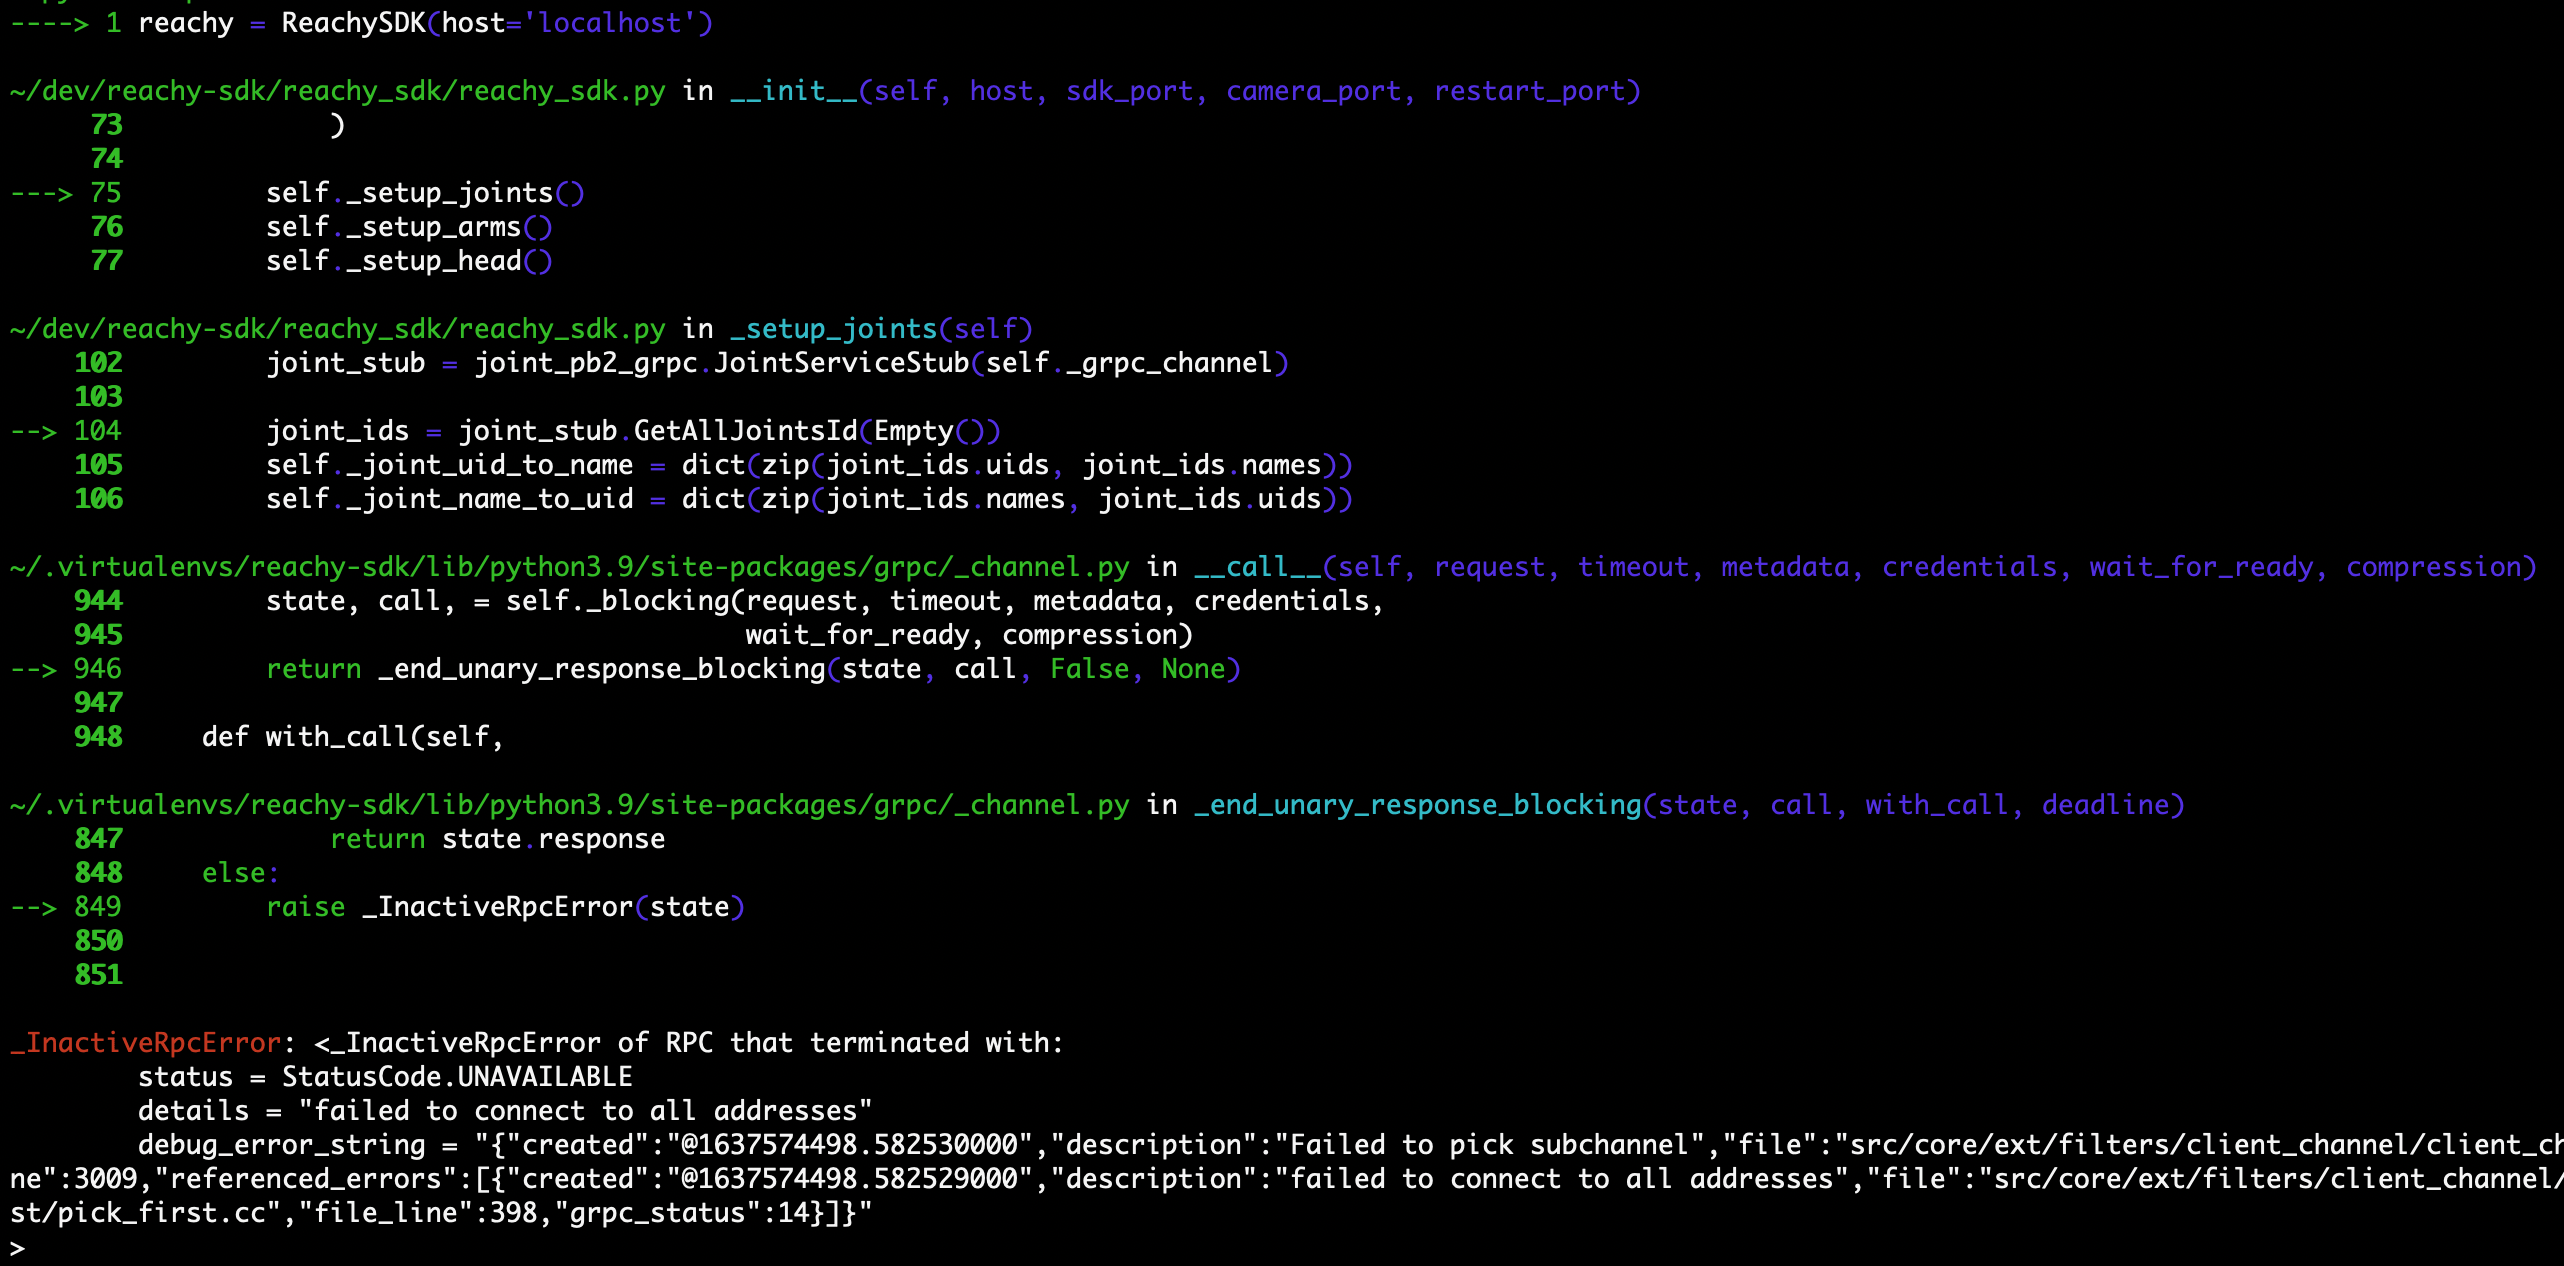 ----> 1 reachy = ReachySDK(host='localhost')
~/dev/reachy-sdk/reachy_sdk/reachy_sdk.py in __init__(self, host, sdk_port, camera_port, restart_port)
     73             )
     74
---> 75         self._setup_joints()
     76         self._setup_arms()
     77         self._setup_head()
~/dev/reachy-sdk/reachy_sdk/reachy_sdk.py in _setup_joints(self)
    102         joint_stub = joint_pb2_grpc.JointServiceStub(self._grpc_channel)
    103
--> 104         joint_ids = joint_stub.GetAllJointsId(Empty())
    105         self._joint_uid_to_name = dict(zip(joint_ids.uids, joint_ids.names))
    106         self._joint_name_to_uid = dict(zip(joint_ids.names, joint_ids.uids))
~/.virtualenvs/reachy-sdk/lib/python3.9/site-packages/grpc/_channel.py in __call__(self, request, timeout, metadata, credentials, wait_for_ready, compression)
    944         state, call, = self._blocking(request, timeout, metadata, credentials,
    945                                       wait_for_ready, compression)
--> 946         return _end_unary_response_blocking(state, call, False, None)
    947
    948     def with_call(self,
~/.virtualenvs/reachy-sdk/lib/python3.9/site-packages/grpc/_channel.py in _end_unary_response_blocking(state, call, with_call, deadline)
    847             return state.response
    848     else:
--> 849         raise _InactiveRpcError(state)
    850
    851
_InactiveRpcError: <_InactiveRpcError of RPC that terminated with:
        status = StatusCode.UNAVAILABLE
        details = "failed to connect to all addresses"
        debug_error_string = "{"created":"@1637574498.582530000","description":"Failed to pick subchannel","file":"src/core/ext/filters/client_channel/client_ch
ne":3009,"referenced_errors":[{"created":"@1637574498.582529000","description":"failed to connect to all addresses","file":"src/core/ext/filters/client_channel/
st/pick_first.cc","file_line":398,"grpc_status":14}]}"
>